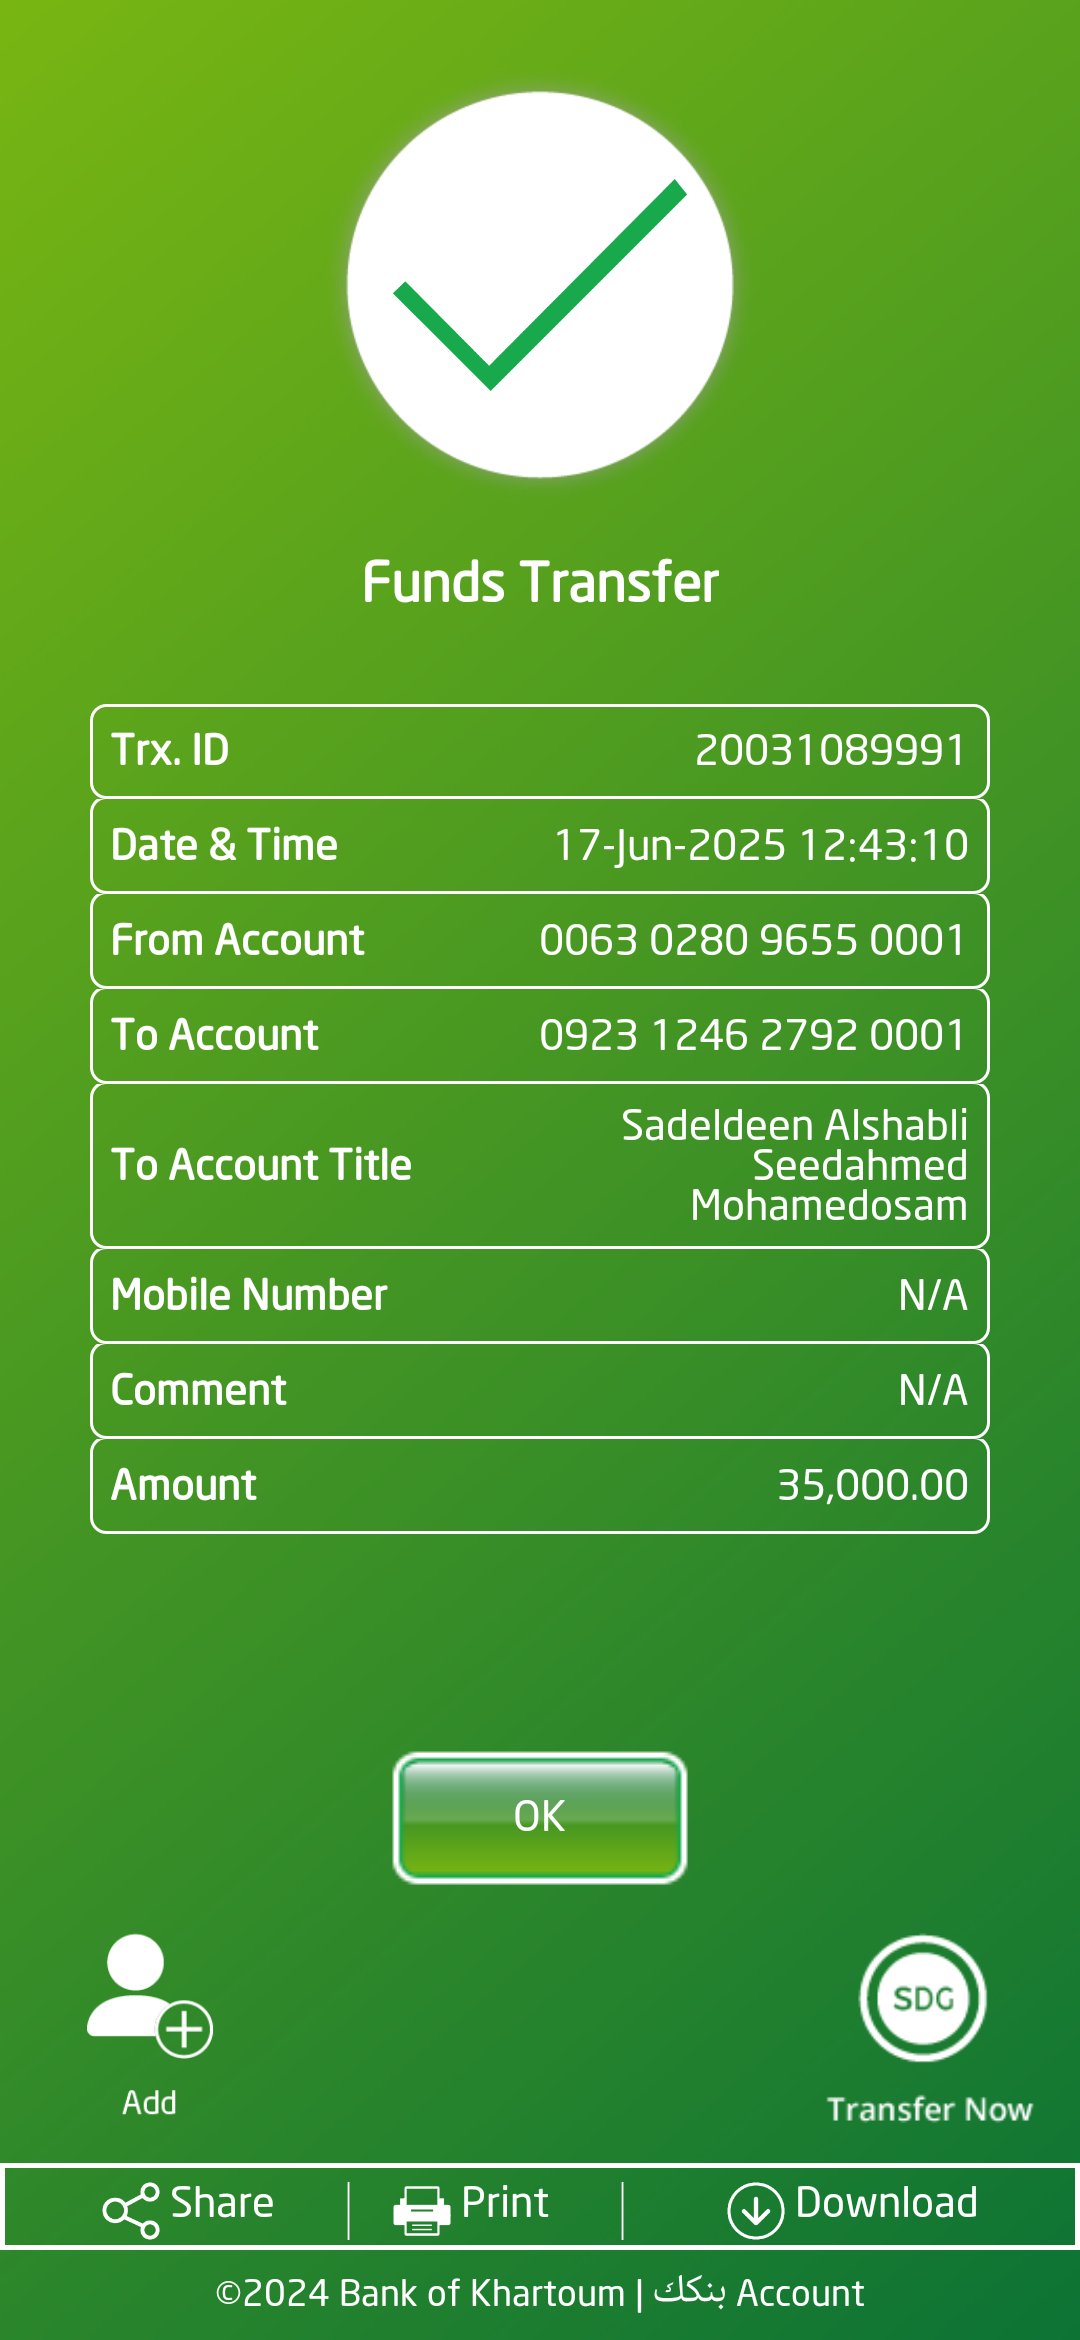 Funds Transfer
Trx. ID 20031089991
Date & Time 17-Jun-2025 12:43:10
From Account 0063 0280 9655 0001
To Account 0923 1246 2792 0001
To Account Title Sadeldeen Alshabli
Seedahmed
Mohamedosam
Mobile Number N/A
Comment N/A
Amount 35,000.00
OK
SDG
Add Transfer Now
Share Print Download
©2024 Bank of Khartoum | بنكك Account